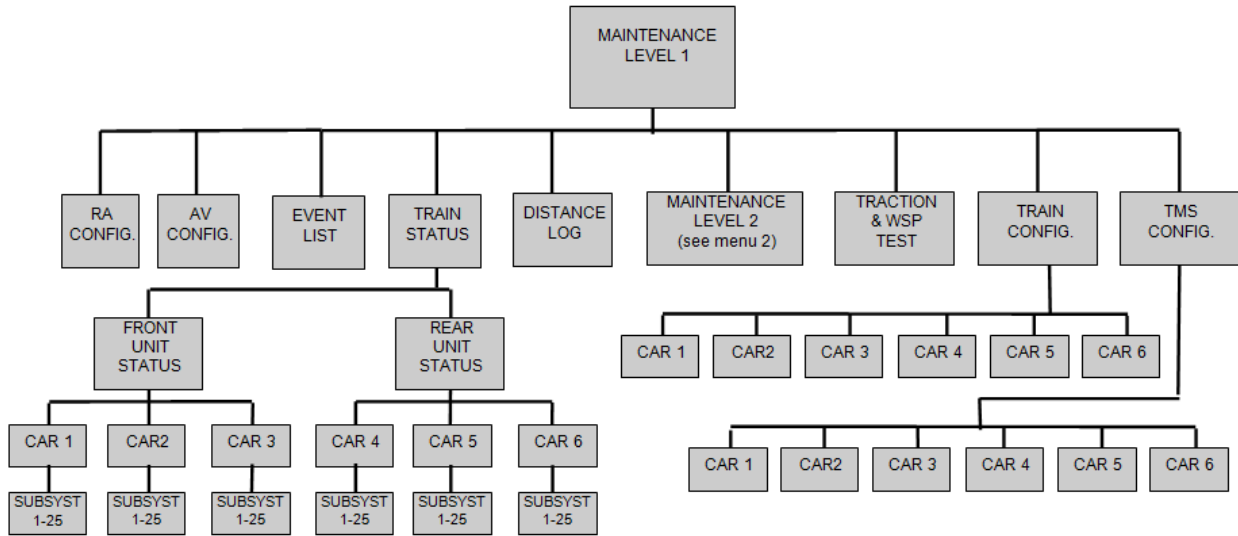 MAINTENANCE
LEVEL 1
RA
CONFIG.
AV
CONFIG.
EVENT
LIST
TRAIN
STATUS
DISTANCE
LOG
MAINTENANCE
LEVEL 2
(see menu 2)
TRACTION
& WSP
TEST
TRAIN
CONFIG.
TMS
CONFIG.
FRONT
UNIT
STATUS
REAR
UNIT
STATUS
CAR 1
CAR2
CAR 3
CAR 4
CAR 5
CAR 6
CAR 1
CAR2
CAR 3
CAR 4
CAR 5
CAR 6
SUBSYST
1-25
SUBSYST
1-25
SUBSYST
1-25
SUBSYST
1-25
SUBSYST
1-25
SUBSYST
1-25
CAR 1
CAR2
CAR 3
CAR 4
CAR 5
CAR 6